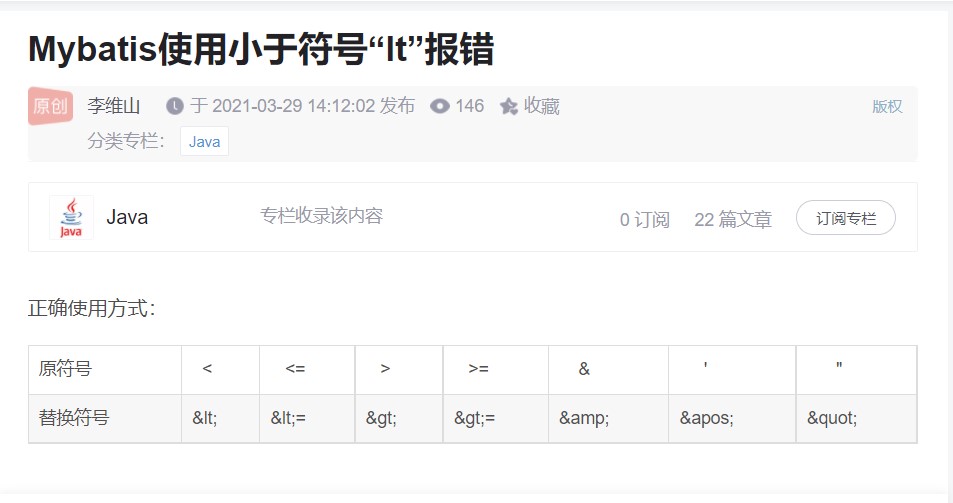 Mybatis使用小于符号“lt”报错
原创 李维山 于 2021-03-29 14:12:02 发布 146 收藏 版权
分类专栏： Java
Java Java 专栏收录该内容 0 订阅 22 篇文章 订阅专栏
正确使用方式：
原符号 < <= > >= & ' "
替换符号 &lt; &lt;= &gt; &gt;= &amp; &apos; &quot;